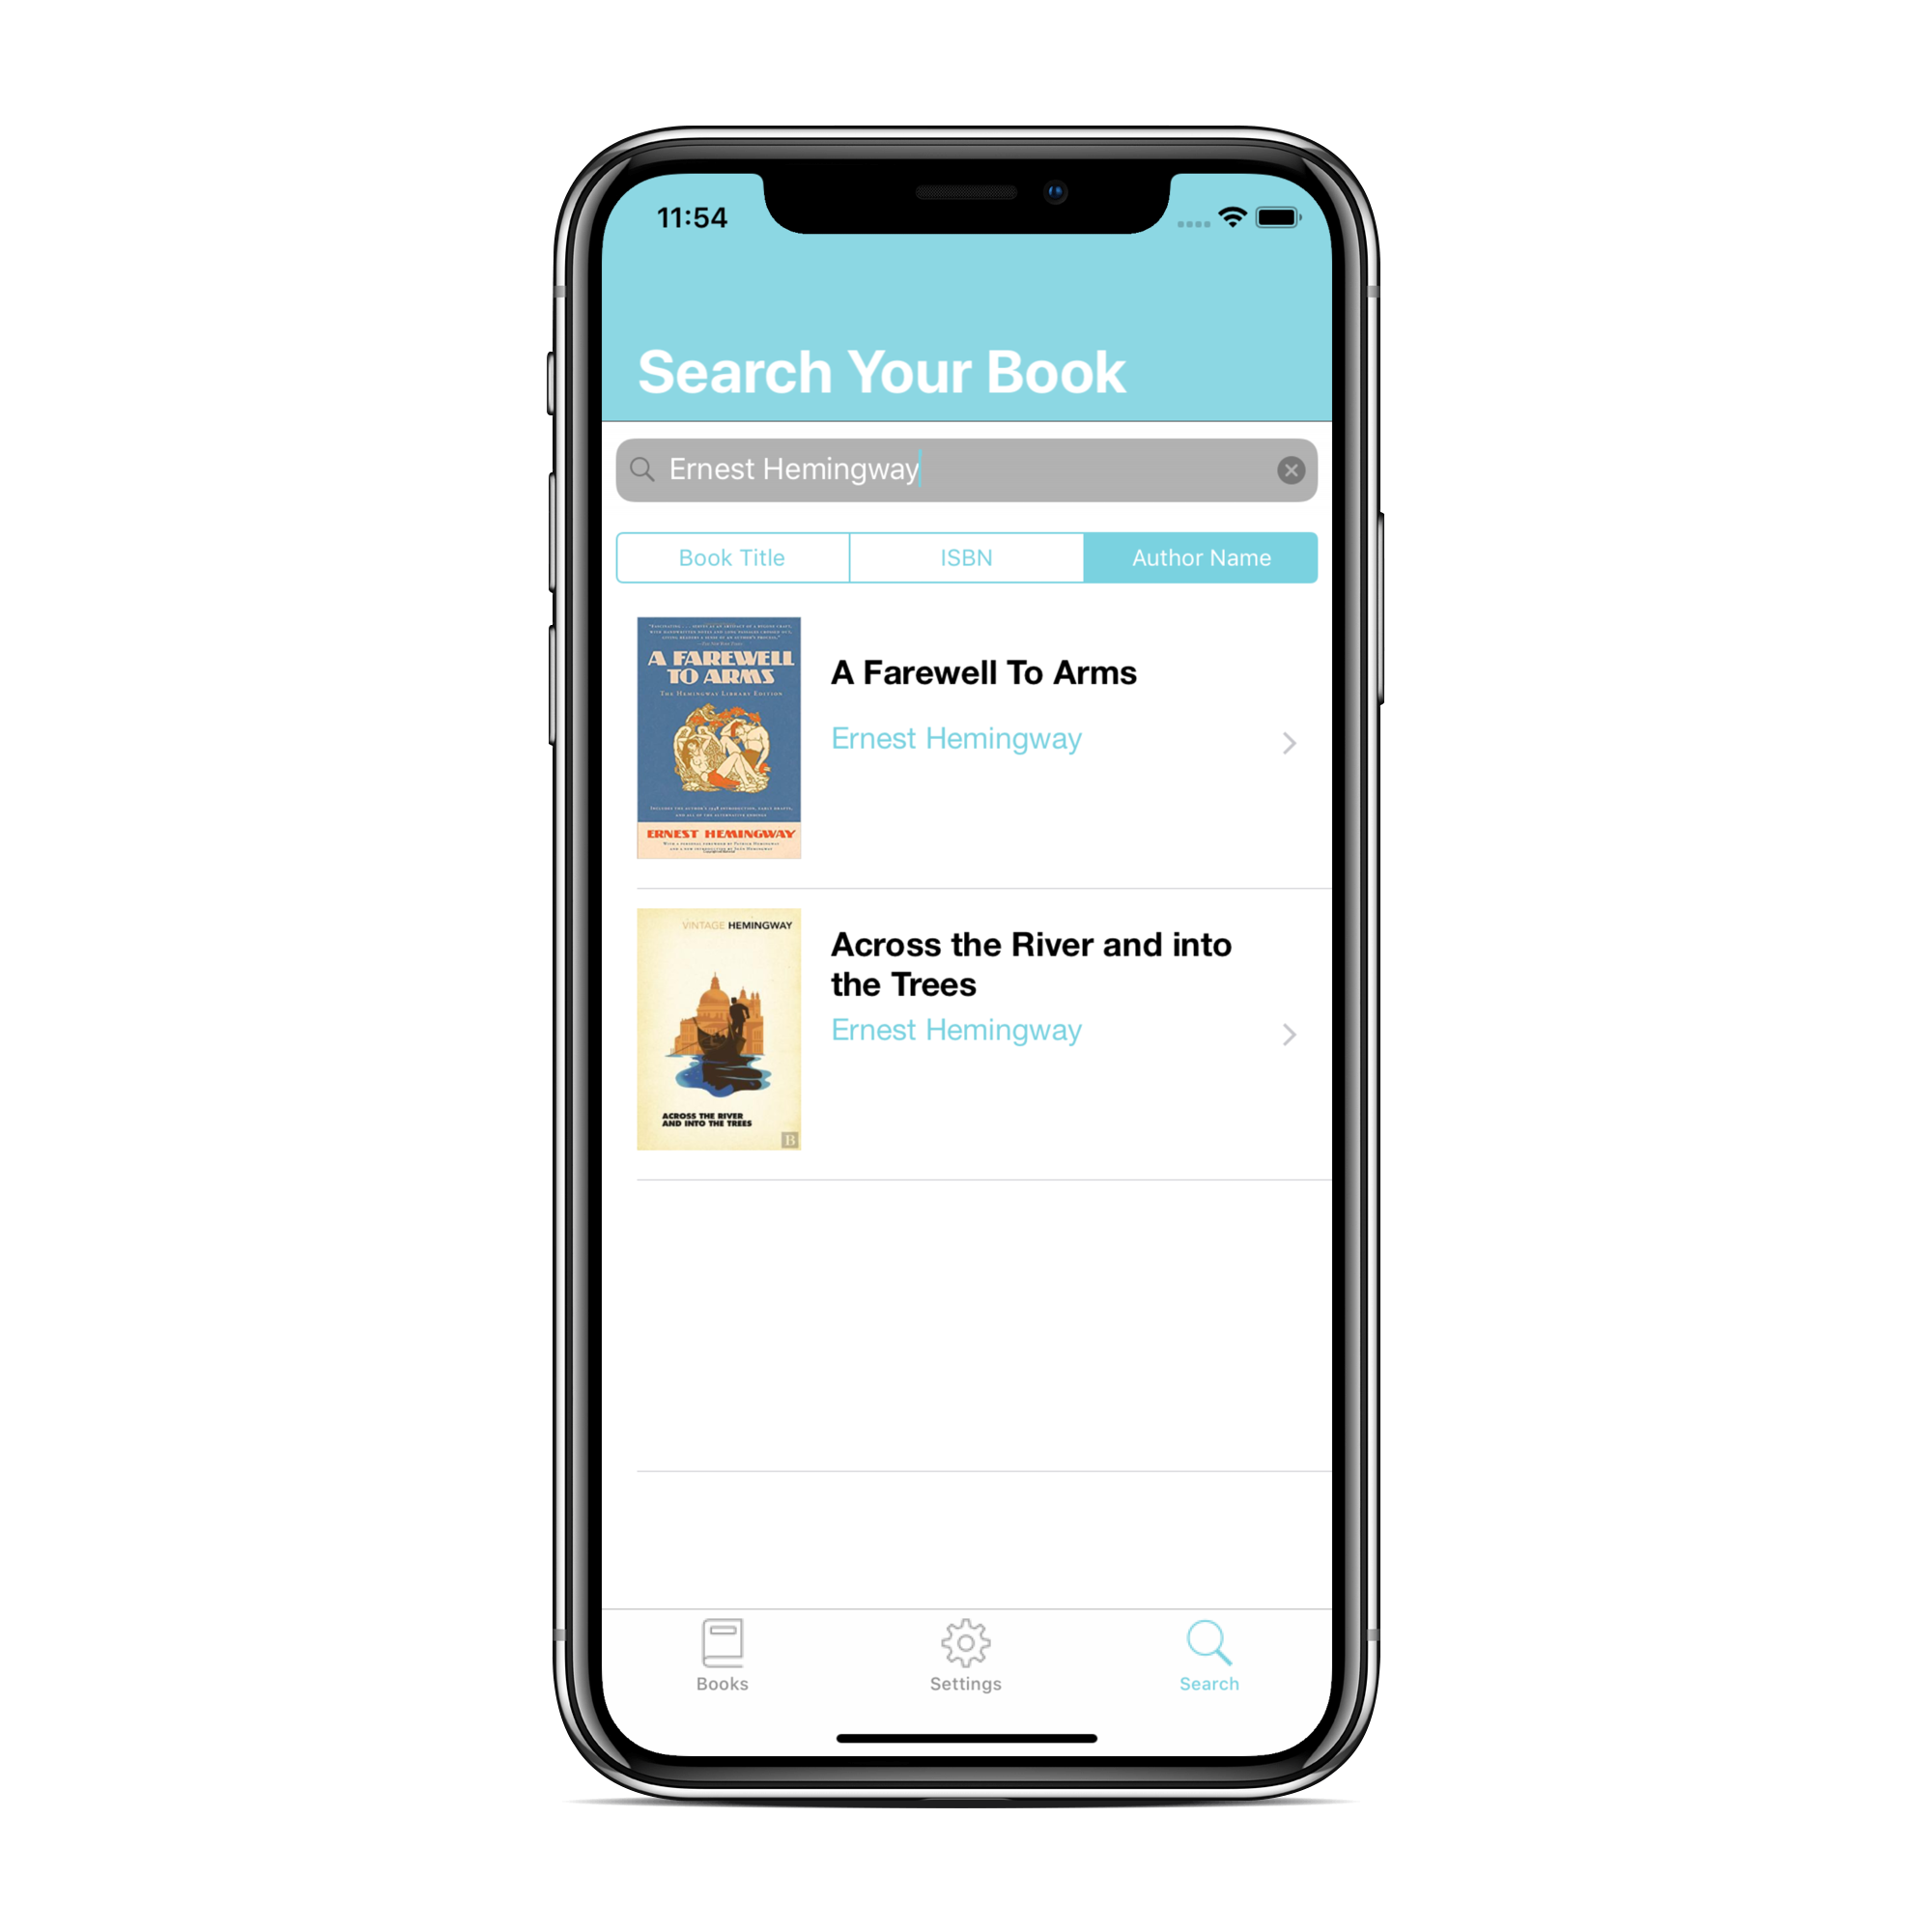 11:54
Search Your Book
Ernest Hemingway
Book Title
ISBN
Author Name
A FAREWELL
TO ARMS
THE HEMINGWAY LIBRARY EDITION
ERNEST HEMINGWAY
A Farewell To Arms
Ernest Hemingway
VINTAGE HEMINGWAY
ACROSS THE RIVER
AND INTO THE TREES
B
Across the River and into
the Trees
Ernest Hemingway
Books
Settings
Search